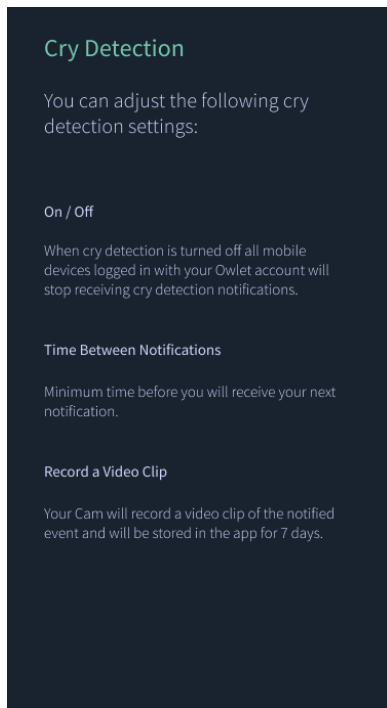 Cry Detection
You can adjust the following cry
detection settings:
On / Off
When cry detection is turned off all mobile
devices logged in with your Owlet account will
stop receiving cry detection notifications.
Time Between Notifications
Minimum time before you will receive your next
notification.
Record a Video Clip
Your Cam will record a video clip of the notified
event and will be stored in the app for 7 days.